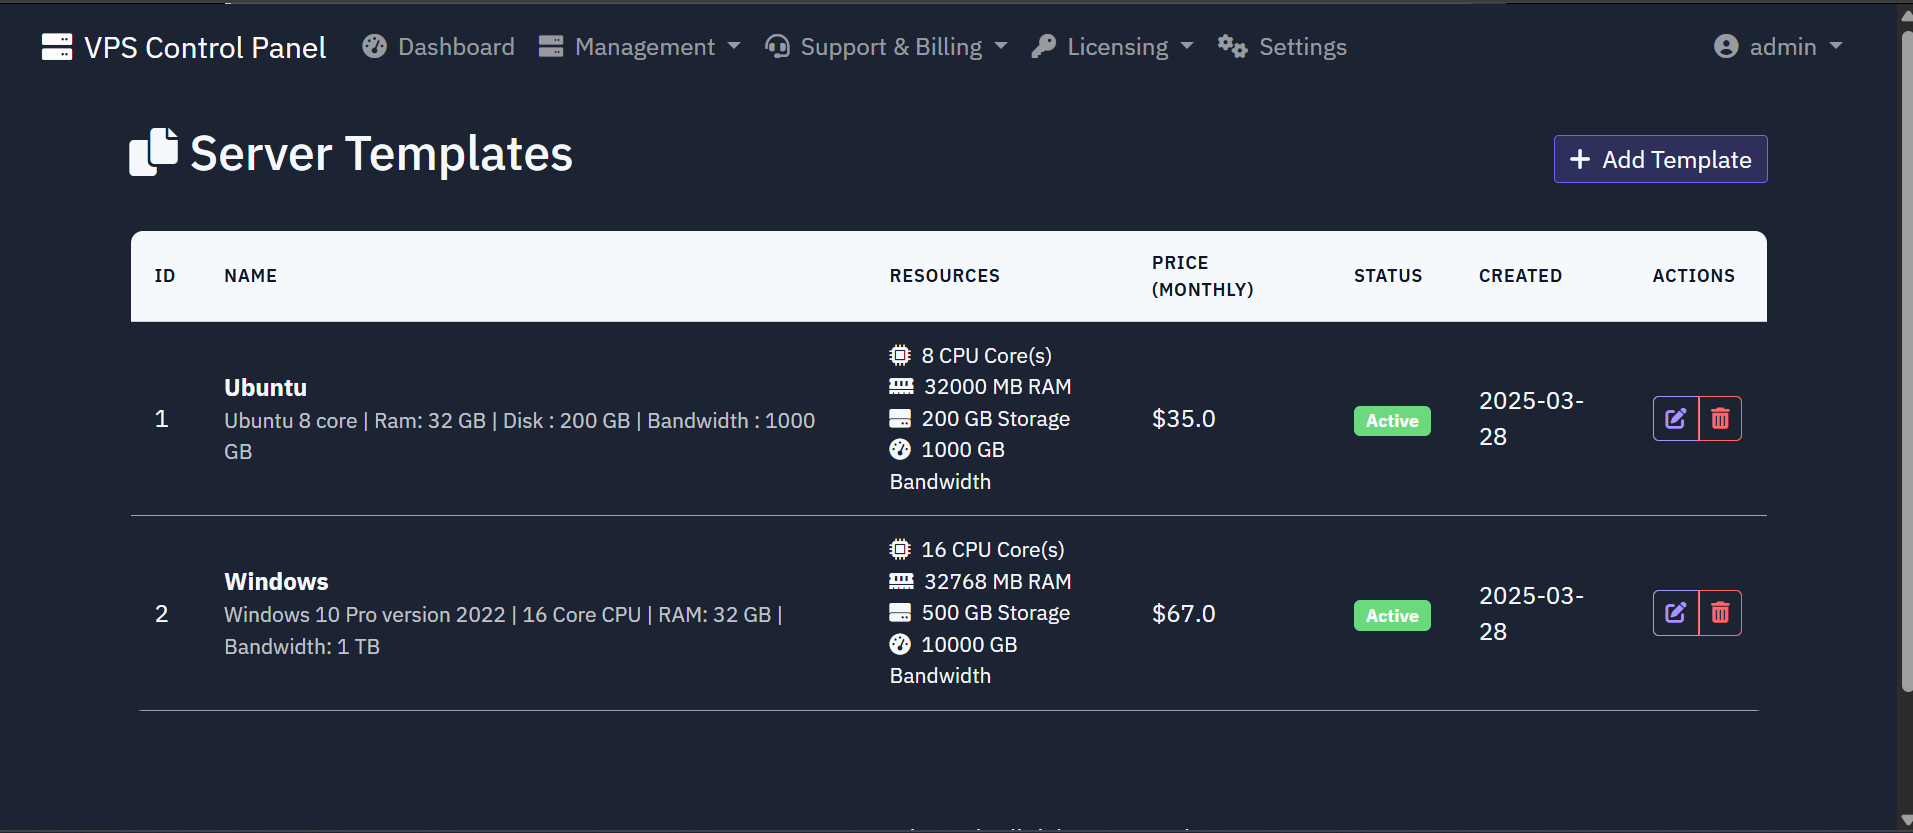 VPS Control Panel Dashboard Management Support & Billing Licensing Settings admin
Server Templates
Add Template
ID NAME RESOURCES PRICE (MONTHLY) STATUS CREATED ACTIONS
1
Ubuntu
Ubuntu 8 core | Ram: 32 GB | Disk : 200 GB | Bandwidth : 1000
GB
8 CPU Core(s)
32000 MB RAM
200 GB Storage
1000 GB
Bandwidth
$35.0
Active
2025-03-
28
2
Windows
Windows 10 Pro version 2022 | 16 Core CPU | RAM: 32 GB |
Bandwidth: 1 TB
16 CPU Core(s)
32768 MB RAM
500 GB Storage
10000 GB
Bandwidth
$67.0
Active
2025-03-
28